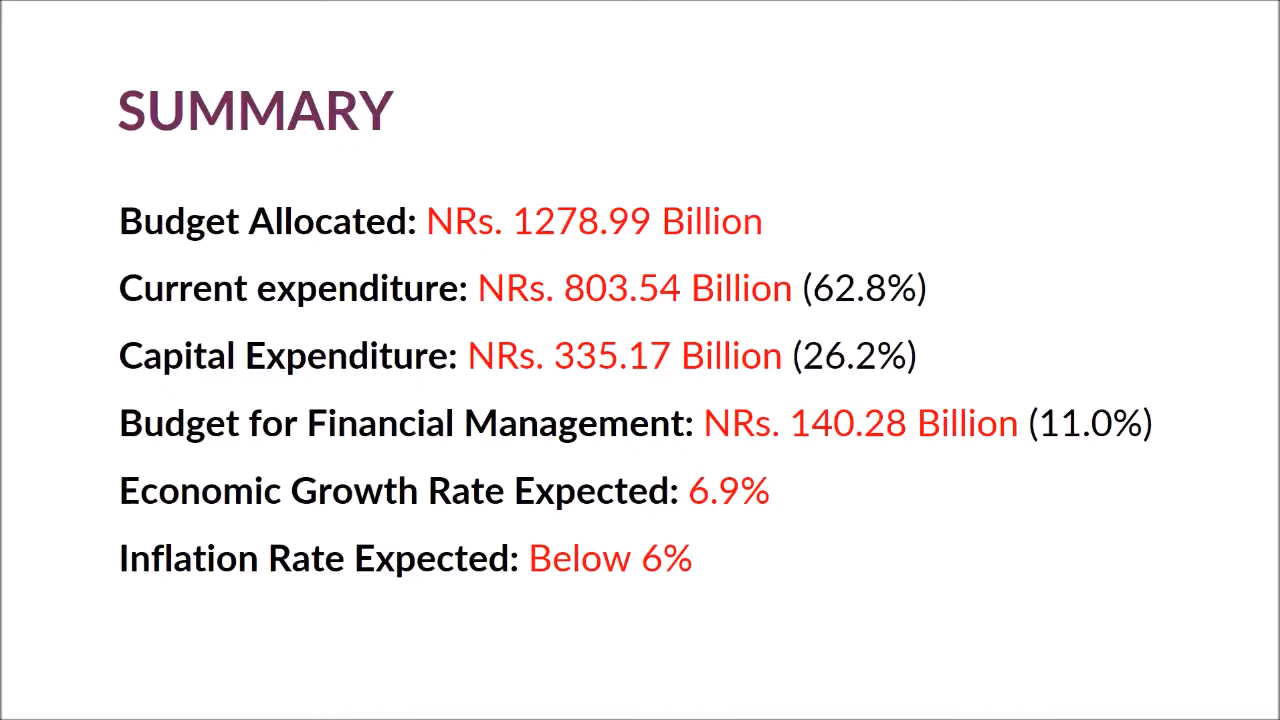 SUMMARY
Budget Allocated: NRs. 1278.99 Billion
Current expenditure: NRs. 803.54 Billion (62.8%)
Capital Expenditure: NRs. 335.17 Billion (26.2%)
Budget for Financial Management: NRs. 140.28 Billion (11.0%)
Economic Growth Rate Expected: 6.9%
Inflation Rate Expected: Below 6%